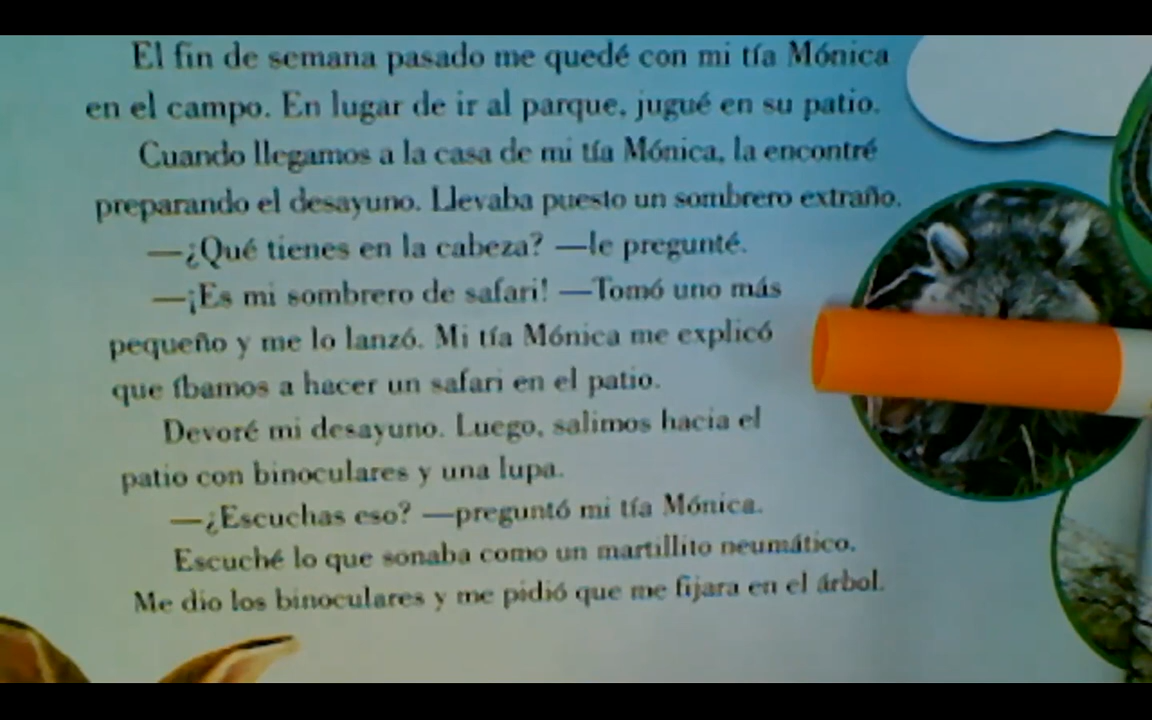 El fin de semana pasado me quedé con mi tía Mónica
en el campo. En lugar de ir al parque, jugué en su patio.
Cuando llegamos a la casa de mi tía Mónica, la encontré
preparando el desayuno. Llevaba puesto un sombrero extraño.
—¿Qué tienes en la cabeza? —le pregunté.
—¡Es mi sombrero de safari! —Tomó uno más
pequeño y me lo lanzó. Mi tía Mónica me explicó
que íbamos a hacer un safari en el patio.
Devoré mi desayuno. Luego, salimos hacia el
patio con binoculares y una lupa.
—¿Escuchas eso? —preguntó mi tía Mónica.
Escuché lo que sonaba como un martillito neumático.
Me dio los binoculares y me pidió que me fijara en el árbol.